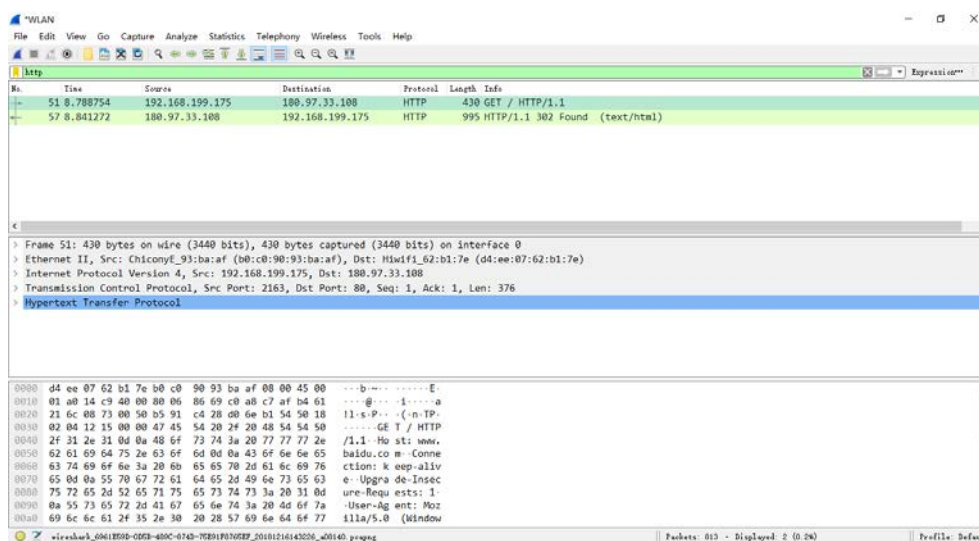 *WLAN
File Edit View Go Capture Analyze Statistics Telephony Wireless Tools Help
http Expression…
No. Time Source Destination Protocol Length Info
51 8.788754 192.168.199.175 180.97.33.108 HTTP 430 GET / HTTP/1.1
57 8.841272 180.97.33.108 192.168.199.175 HTTP 995 HTTP/1.1 302 Found (text/html)
> Frame 51: 430 bytes on wire (3440 bits), 430 bytes captured (3440 bits) on interface 0
> Ethernet II, Src: ChiconyE_93:ba:af (b0:c0:90:93:ba:af), Dst: Hiwifi_62:b1:7e (d4:ee:07:62:b1:7e)
> Internet Protocol Version 4, Src: 192.168.199.175, Dst: 180.97.33.108
> Transmission Control Protocol, Src Port: 2163, Dst Port: 80, Seq: 1, Ack: 1, Len: 376
> Hypertext Transfer Protocol
0000 d4 ee 07 62 b1 7e b0 c0 90 93 ba af 08 00 45 00 ···b·~·· ······E·
0010 01 a0 14 c9 40 00 80 06 86 69 c0 a8 c7 af b4 61 ····@··· ·i·····a
0020 21 6c 08 73 00 50 b5 91 c4 28 d0 6e b1 54 50 18 !l·s·P·· ·(·n·TP·
0030 02 04 12 15 00 00 47 45 54 20 2f 20 48 54 54 50 ······GE T / HTTP
0040 2f 31 2e 31 0d 0a 48 6f 73 74 3a 20 77 77 77 2e /1.1··Ho st: www.
0050 62 61 69 64 75 2e 63 6f 6d 0d 0a 43 6f 6e 6e 65 baidu.co m··Conne
0060 63 74 69 6f 6e 3a 20 6b 65 65 70 2d 61 6c 69 76 ction: k eep-aliv
0070 65 0d 0a 55 70 67 72 61 64 65 2d 49 6e 73 65 63 e··Upgra de-Insec
0080 75 72 65 2d 52 65 71 75 65 73 74 73 3a 20 31 0d ure-Requ ests: 1·
0090 0a 55 73 65 72 2d 41 67 65 6e 74 3a 20 4d 6f 7a ·User-Ag ent: Moz
00a0 69 6c 6c 61 2f 35 2e 30 20 28 57 69 6e 64 6f 77 illa/5.0 (Window
Packets: 813 · Displayed: 2 (0.2%) Profile: